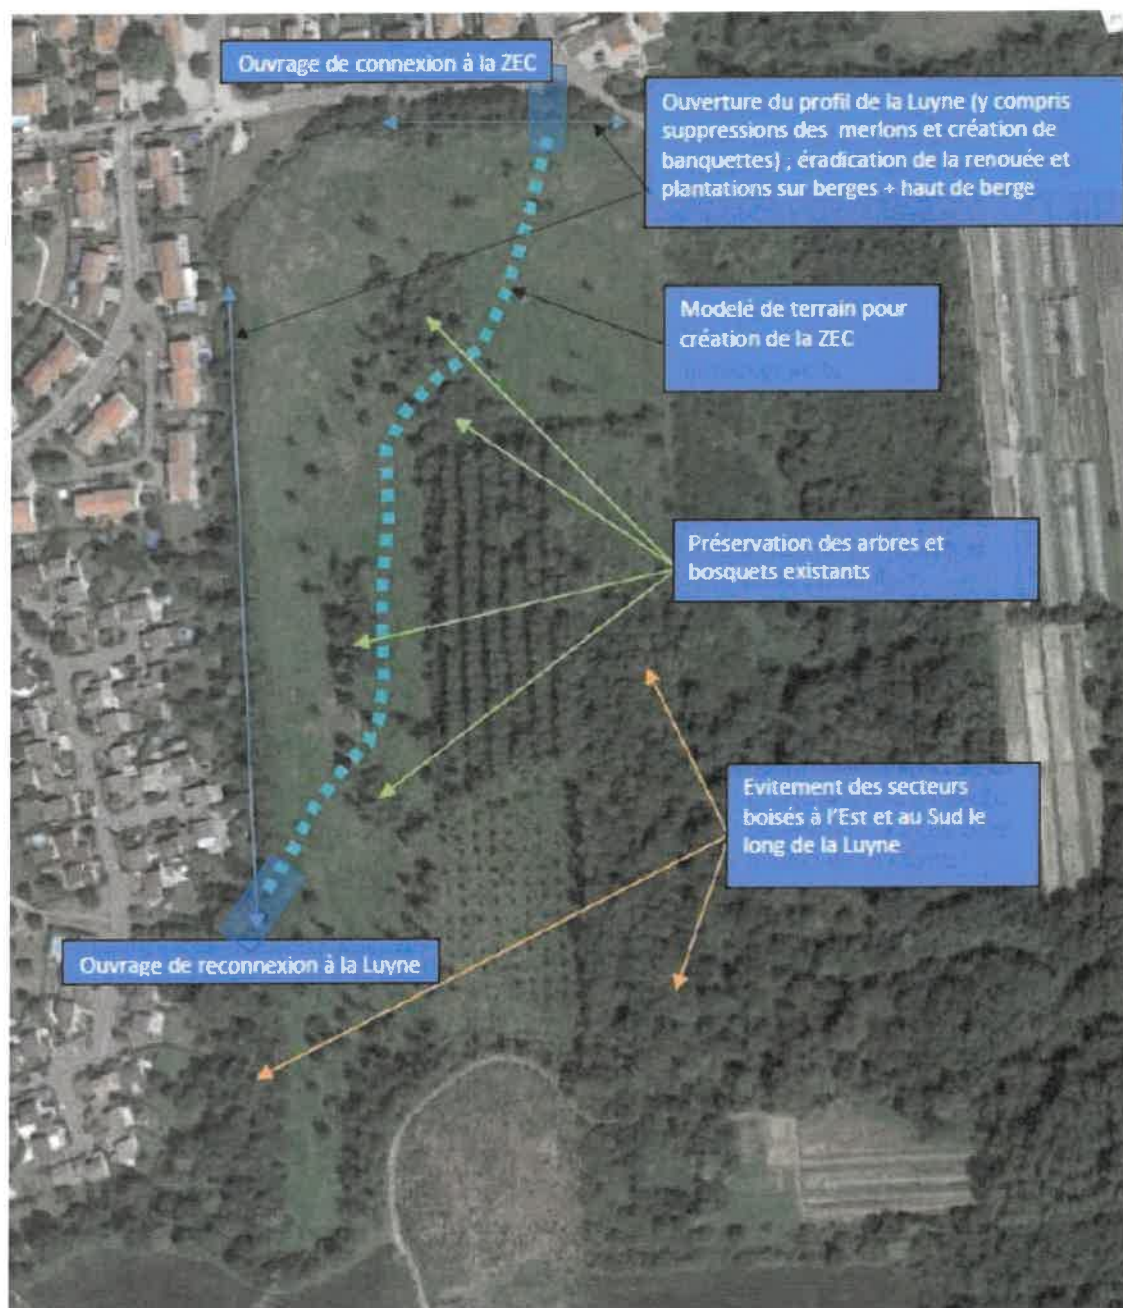 Ouvrage de connexion à la ZEC
Ouverture du profil de la Luyne (y compris
suppressions des merlons et création de
banquettes) ; éradication de la renouée et
plantations sur berges + haut de berge
Modelé de terrain pour
création de la ZEC
Préservation des arbres et
bosquets existants
Evitement des secteurs
boisés à l'Est et au Sud le
long de la Luyne
Ouvrage de reconnexion à la Luyne